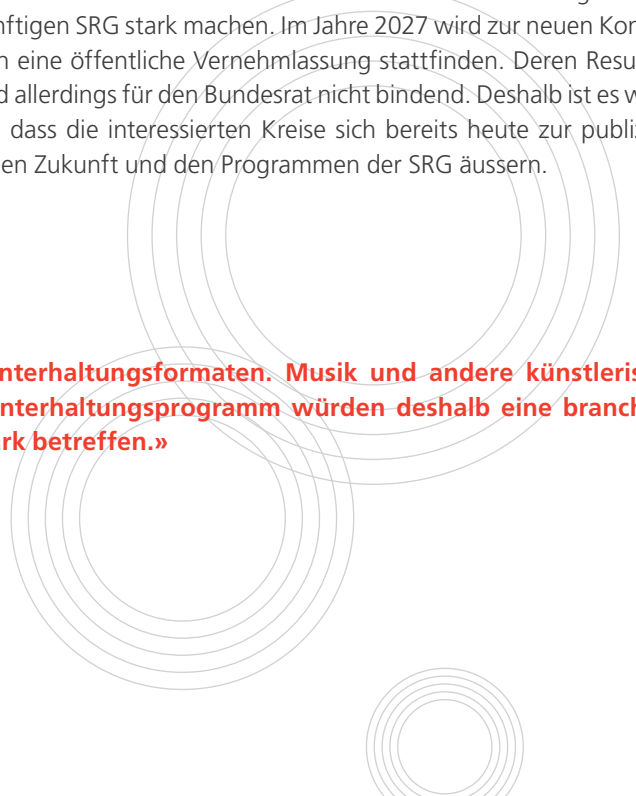 nftigen SRG stark machen. Im Jahre 2027 wird zur neuen Kon
n eine öffentliche Vernehmlassung stattfinden. Deren Resu
d allerdings für den Bundesrat nicht bindend. Deshalb ist es w
, dass die interessierten Kreise sich bereits heute zur publiz
en Zukunft und den Programmen der SRG äussern.
nterhaltungsformaten. Musik und andere künstleris
nterhaltungsprogramm würden deshalb eine branch
rk betreffen.»